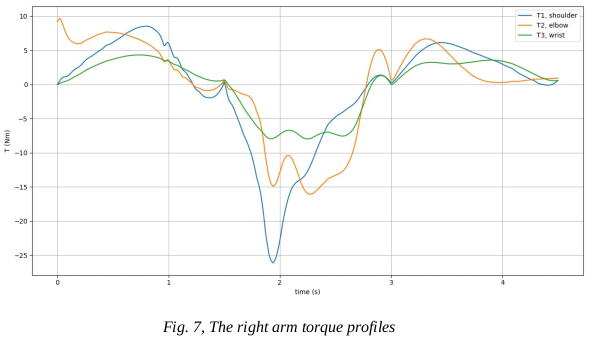 T1, shoulder
T2, elbow
T3, wrist
10
5
0
−5
−10
−15
−20
−25
T (Nm)
0
1
2
3
4
time (s)
Fig. 7, The right arm torque profiles